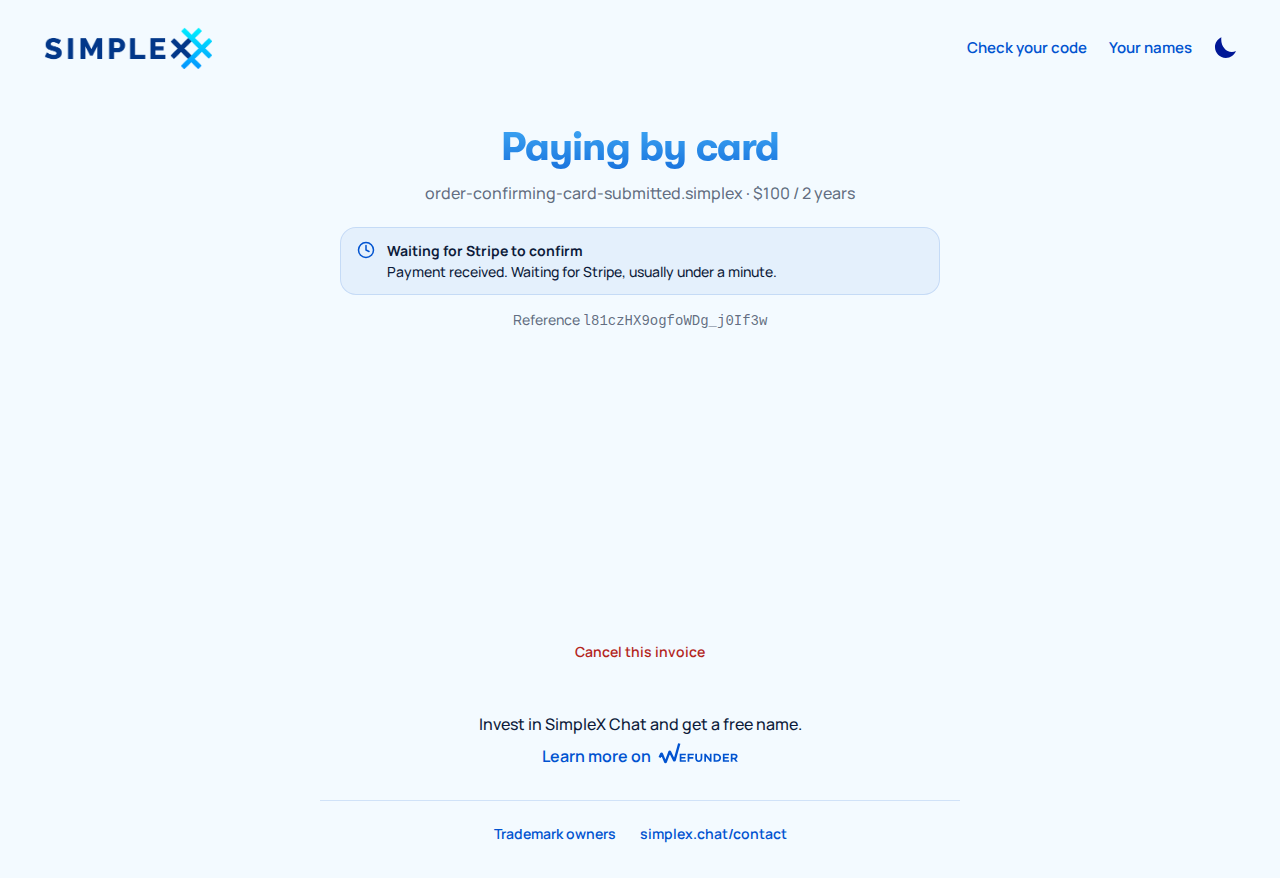 SIMPLEX
Check your code
Your names
Paying by card
order-confirming-card-submitted.simplex · $100 / 2 years
Waiting for Stripe to confirm
Payment received. Waiting for Stripe, usually under a minute.
Reference l81czHX9ogfoWDg_j0If3w
Cancel this invoice
Invest in SimpleX Chat and get a free name.
Learn more on WEFUNDER
Trademark owners
simplex.chat/contact